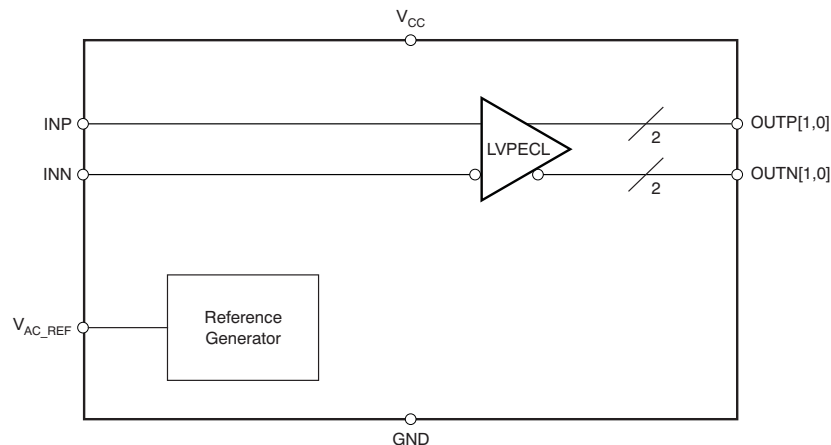 V_CC
INP
LVPECL
2
OUTP[1,0]
INN
2
OUTN[1,0]
V_AC_REF
Reference
Generator
GND